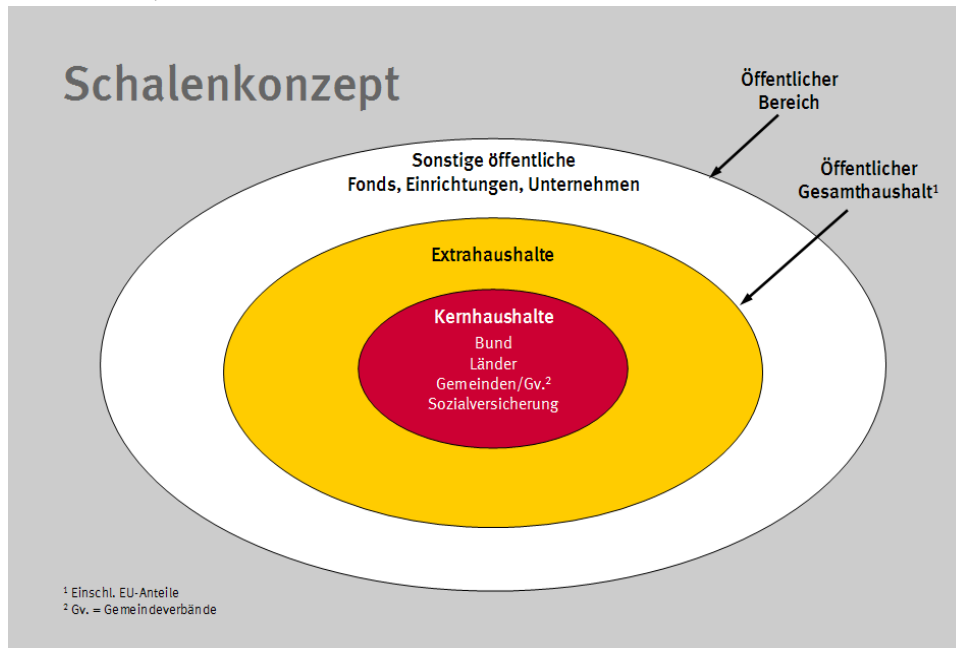 Schalenkonzept
Öffentlicher
Bereich
Öffentlicher
Gesamthaushalt¹
Sonstige öffentliche
Fonds, Einrichtungen, Unternehmen
Extrahaushalte
Kernhaushalte
Bund
Länder
Gemeinden/Gv.²
Sozialversicherung
¹ Einschl. EU-Anteile
² Gv. = Gemeindeverbände